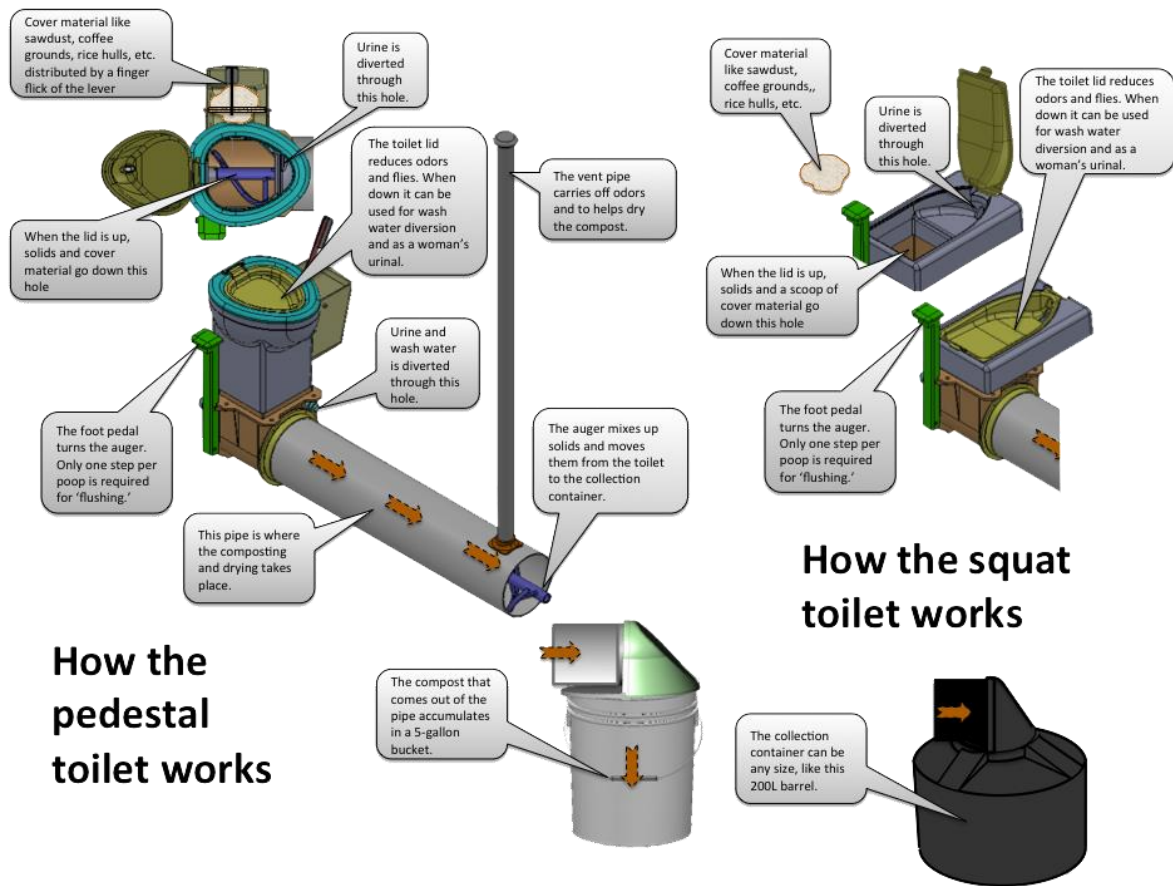 Cover material like
sawdust, coffee
grounds, rice hulls, etc.
distributed by a finger
flick of the lever
Urine is
diverted
through
this hole.
The toilet lid
reduces odors
and flies. When
down it can be
used for wash
water diversion
and as a woman's
urinal.
When the lid is up,
solids and cover
material go down this
hole
The vent pipe
carries off odors
and to helps dry
the compost.
Urine and
wash water
is diverted
through this
hole.
The foot pedal
turns the auger.
Only one step per
poop is required
for 'flushing.'
The auger mixes up
solids and moves
them from the toilet
to the collection
container.
This pipe is where
the composting
and drying takes
place.
How the
pedestal
toilet works
The compost that
comes out of the
pipe accumulates
in a 5-gallon
bucket.
Cover material
like sawdust,
coffee grounds,,
rice hulls, etc.
Urine is
diverted
through
this hole.
The toilet lid reduces
odors and flies. When
down it can be used
for wash water
diversion and as a
woman's urinal.
When the lid is up,
solids and a scoop of
cover material go
down this hole
The foot pedal
turns the auger.
Only one step per
poop is required
for 'flushing.'
How the squat
toilet works
The collection
container can be
any size, like this
200L barrel.